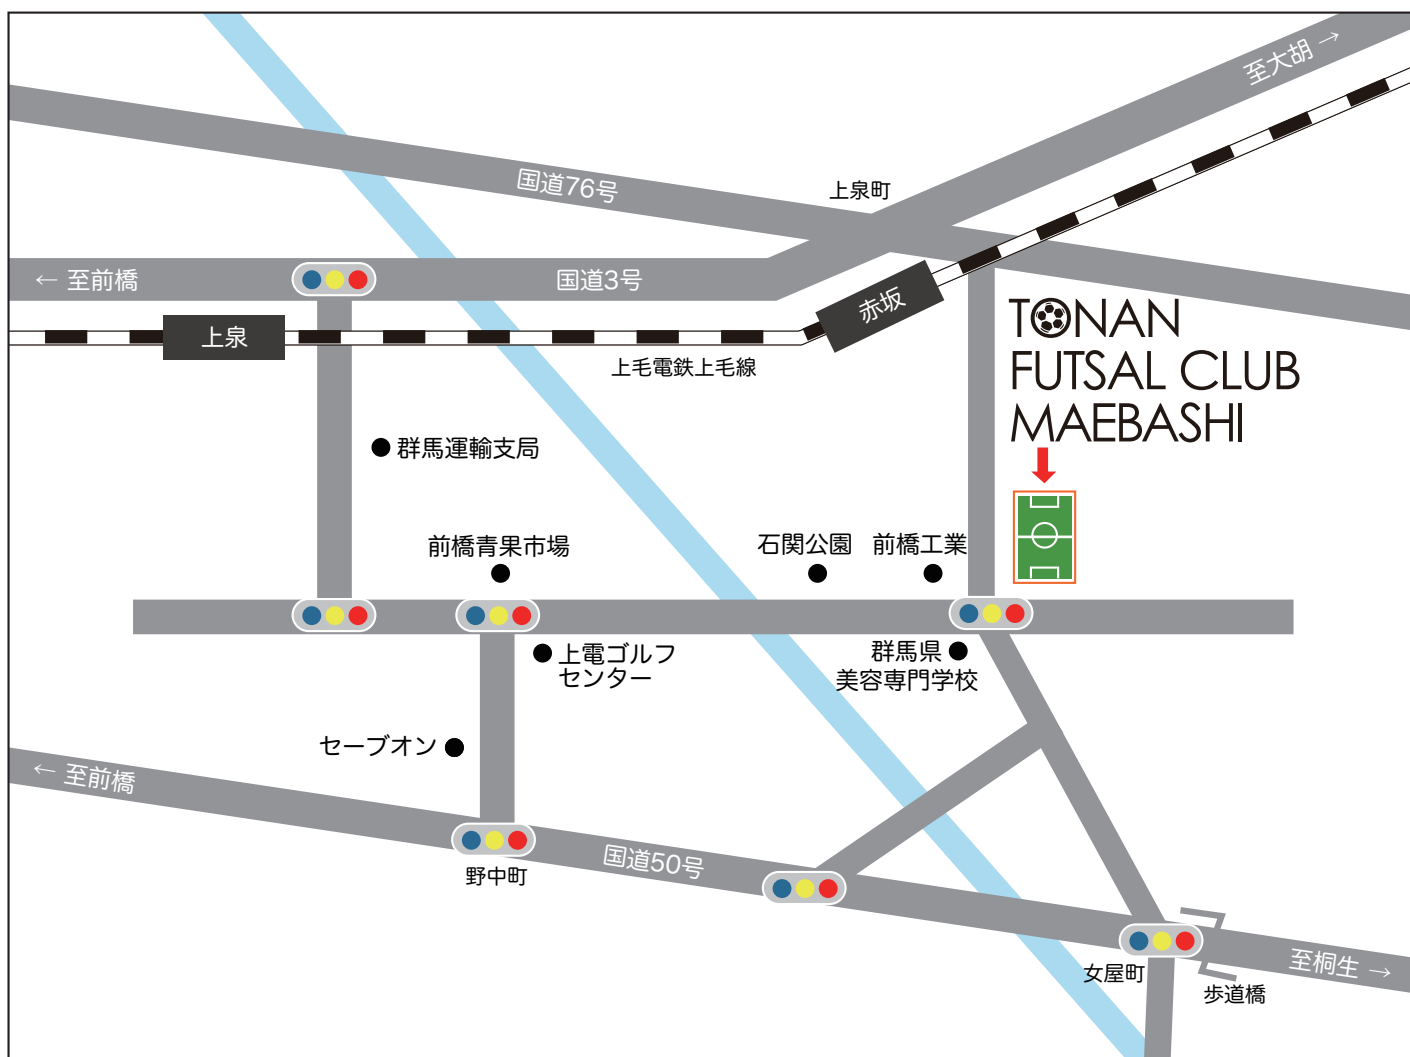 至大胡 →
国道76号
上泉町
← 至前橋
国道3号
赤坂
上泉
上毛電鉄上毛線
TONAN
FUTSAL CLUB
MAEBASHI
群馬運輸支局
前橋青果市場
石関公園
前橋工業
上電ゴルフ
センター
群馬県
美容専門学校
セーブオン
← 至前橋
国道50号
野中町
女屋町
至桐生 →
歩道橋